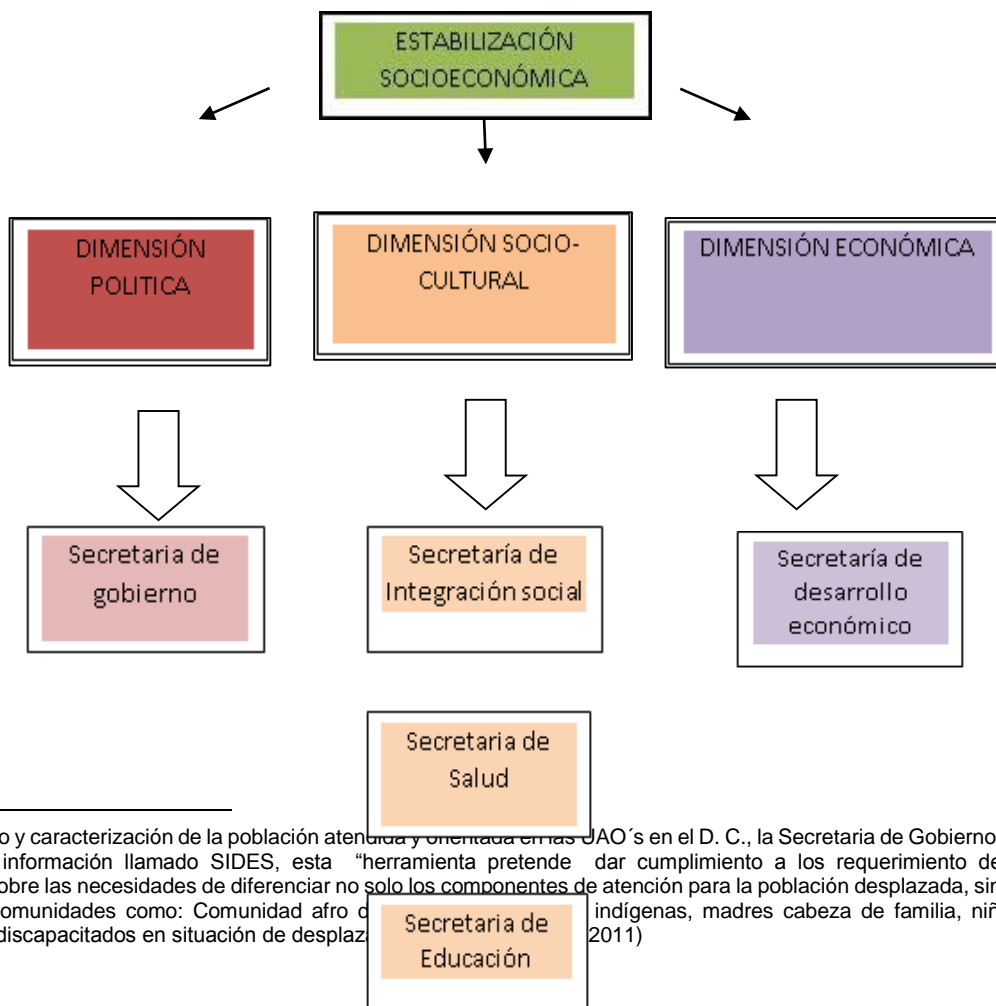 ESTABILIZACIÓN
SOCIOECONÓMICA
DIMENSIÓN
POLITICA
DIMENSIÓN SOCIO-
CULTURAL
DIMENSIÓN ECONÓMICA
Secretaria de
gobierno
Secretaría de
Integración social
Secretaría de
desarrollo
económico
Secretaria de
Salud
Secretaria de
Educación
o y caracterización de la población atendida y orientada en las UAO´s en el D. C., la Secretaria de Gobierno
información llamado SIDES, esta “herramienta pretende dar cumplimiento a los requerimiento de
obre las necesidades de diferenciar no solo los componentes de atención para la población desplazada, sin
omunidades como: Comunidad afro indígenas, madres cabeza de familia, niñ
discapacitados en situación de 2011)